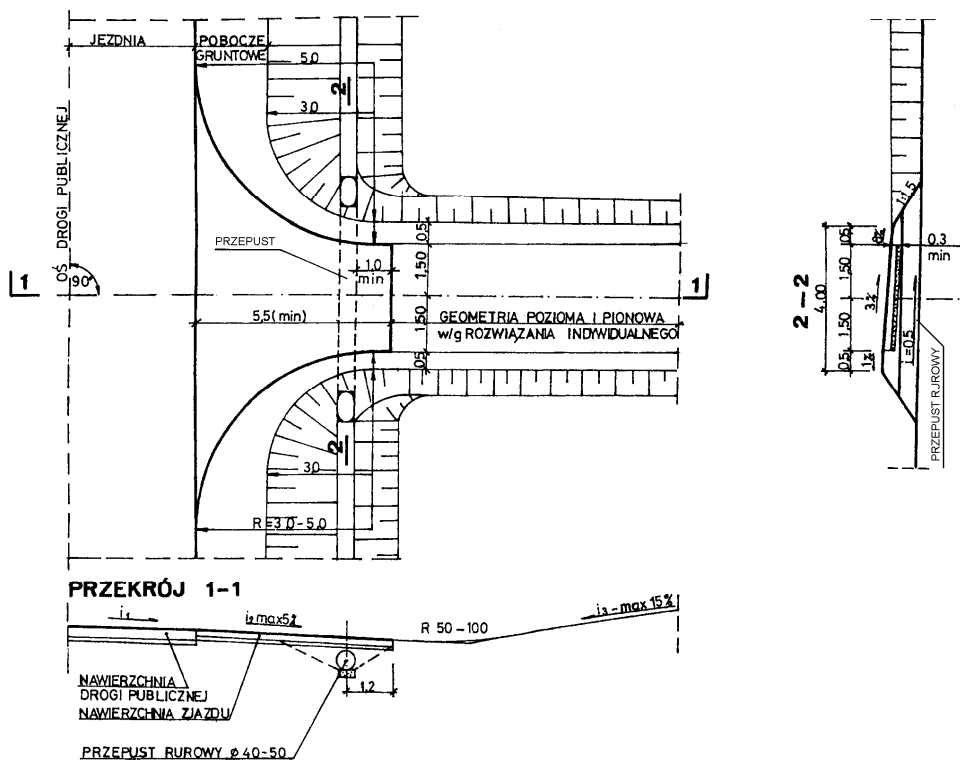 JEZDNIA
POBOCZE
GRUNTOWE
5,0
2
3,0
OŚ DROGI PUBLICZNEJ
PRZEPUST
0,5
1,50
1,0
min
1
90°
1
5,5(min)
GEOMETRIA POZIOMA I PIONOWA
w/g ROZWIĄZANIA INDYWIDUALNEGO
1,50
0,5
2
3,0
R=3,0-5,0
1:1,5
0,5
1,50
0,3
min
2-2
4.00
3%
1,50
i=0,5
0,5
1%
PRZEPUST RUROWY
PRZEKRÓJ 1-1
i1
i2 max5%
R 50-100
i3-max 15%
1,2
NAWIERZCHNIA
DROGI PUBLICZNEJ
NAWIERZCHNIA ZJAZDU
PRZEPUST RUROWY ø 40-50